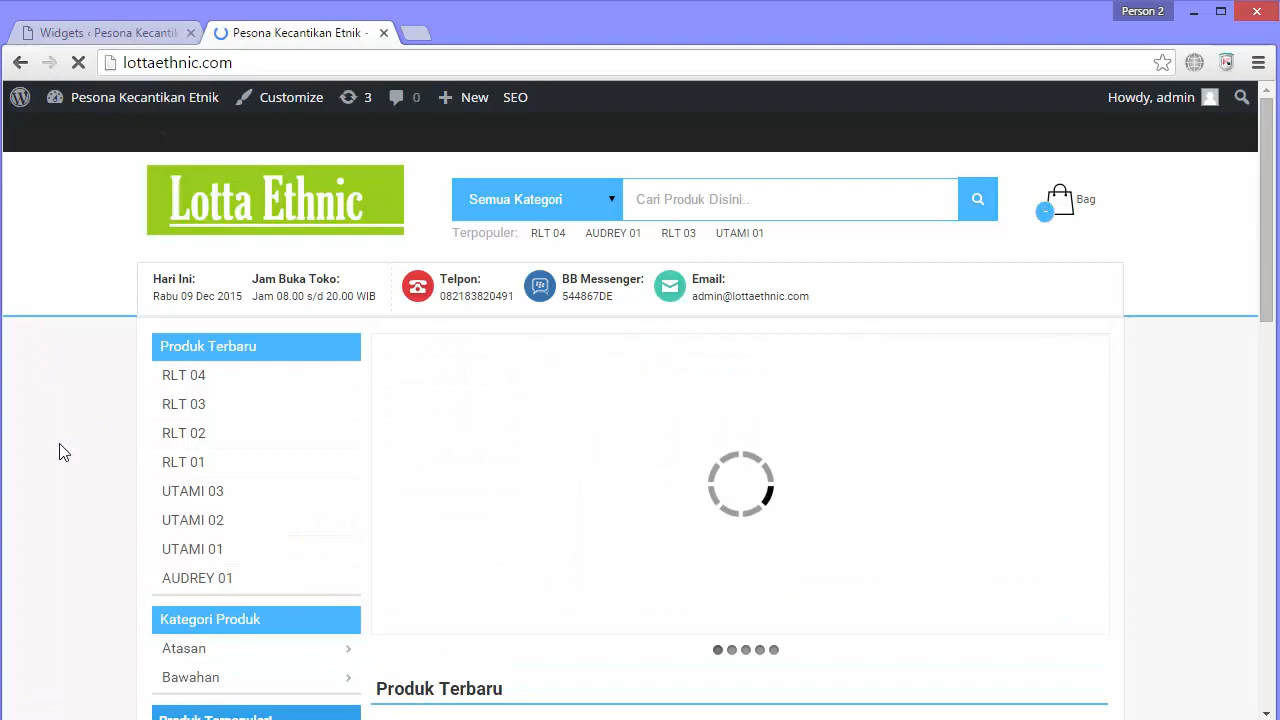 Person 2
Widgets ‹ Pesona Kecantik
Pesona Kecantikan Etnik -
lottaethnic.com
Pesona Kecantikan Etnik Customize 3 0 New SEO Howdy, admin
Lotta Ethnic
Semua Kategori Cari Produk Disini.. Bag
Terpopuler: RLT 04 AUDREY 01 RLT 03 UTAMI 01
Hari Ini: Jam Buka Toko: Telpon: BB Messenger: Email:
Rabu 09 Dec 2015 Jam 08.00 s/d 20.00 WIB 082183820491 544867DE admin@lottaethnic.com
Produk Terbaru
RLT 04
RLT 03
RLT 02
RLT 01
UTAMI 03
UTAMI 02
UTAMI 01
AUDREY 01
Kategori Produk
Atasan
Bawahan
Produk Terbaru
Produk Terpopuler!